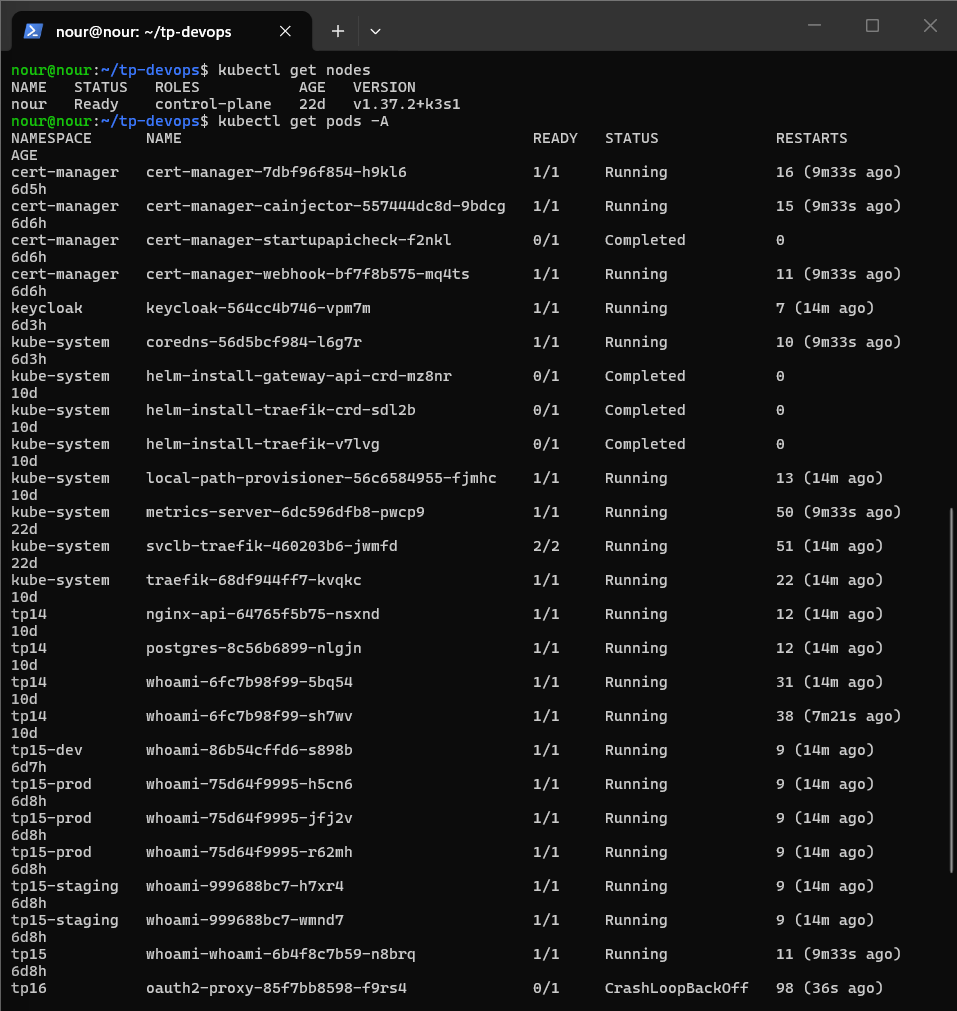 nour@nour: ~/tp-devops
nour@nour:~/tp-devops$ kubectl get nodes
NAME   STATUS   ROLES           AGE   VERSION
nour   Ready    control-plane   22d   v1.37.2+k3s1
nour@nour:~/tp-devops$ kubectl get pods -A
NAMESPACE      NAME                                       READY   STATUS             RESTARTS
AGE
cert-manager   cert-manager-7dbf96f854-h9kl6              1/1     Running            16 (9m33s ago)
6d5h
cert-manager   cert-manager-cainjector-557444dc8d-9bdcg   1/1     Running            15 (9m33s ago)
6d6h
cert-manager   cert-manager-startupapicheck-f2nkl         0/1     Completed          0
6d6h
cert-manager   cert-manager-webhook-bf7f8b575-mq4ts       1/1     Running            11 (9m33s ago)
6d6h
keycloak       keycloak-564cc4b746-vpm7m                  1/1     Running            7 (14m ago)
6d3h
kube-system    coredns-56d5bcf984-l6g7r                   1/1     Running            10 (9m33s ago)
6d3h
kube-system    helm-install-gateway-api-crd-mz8nr         0/1     Completed          0
10d
kube-system    helm-install-traefik-crd-sdl2b             0/1     Completed          0
10d
kube-system    helm-install-traefik-v7lvg                 0/1     Completed          0
10d
kube-system    local-path-provisioner-56c6584955-fjmhc    1/1     Running            13 (14m ago)
10d
kube-system    metrics-server-6dc596dfb8-pwcp9            1/1     Running            50 (9m33s ago)
22d
kube-system    svclb-traefik-460203b6-jwmfd               2/2     Running            51 (14m ago)
22d
kube-system    traefik-68df944ff7-kvqkc                   1/1     Running            22 (14m ago)
10d
tp14           nginx-api-64765f5b75-nsxnd                 1/1     Running            12 (14m ago)
10d
tp14           postgres-8c56b6899-nlgjn                   1/1     Running            12 (14m ago)
10d
tp14           whoami-6fc7b98f99-5bq54                    1/1     Running            31 (14m ago)
10d
tp14           whoami-6fc7b98f99-sh7wv                    1/1     Running            38 (7m21s ago)
10d
tp15-dev       whoami-86b54cffd6-s898b                    1/1     Running            9 (14m ago)
6d7h
tp15-prod      whoami-75d64f9995-h5cn6                    1/1     Running            9 (14m ago)
6d8h
tp15-prod      whoami-75d64f9995-jfj2v                    1/1     Running            9 (14m ago)
6d8h
tp15-prod      whoami-75d64f9995-r62mh                    1/1     Running            9 (14m ago)
6d8h
tp15-staging   whoami-999688bc7-h7xr4                     1/1     Running            9 (14m ago)
6d8h
tp15-staging   whoami-999688bc7-wmnd7                     1/1     Running            9 (14m ago)
6d8h
tp15           whoami-whoami-6b4f8c7b59-n8brq             1/1     Running            11 (9m33s ago)
6d8h
tp16           oauth2-proxy-85f7bb8598-f9rs4              0/1     CrashLoopBackOff   98 (36s ago)